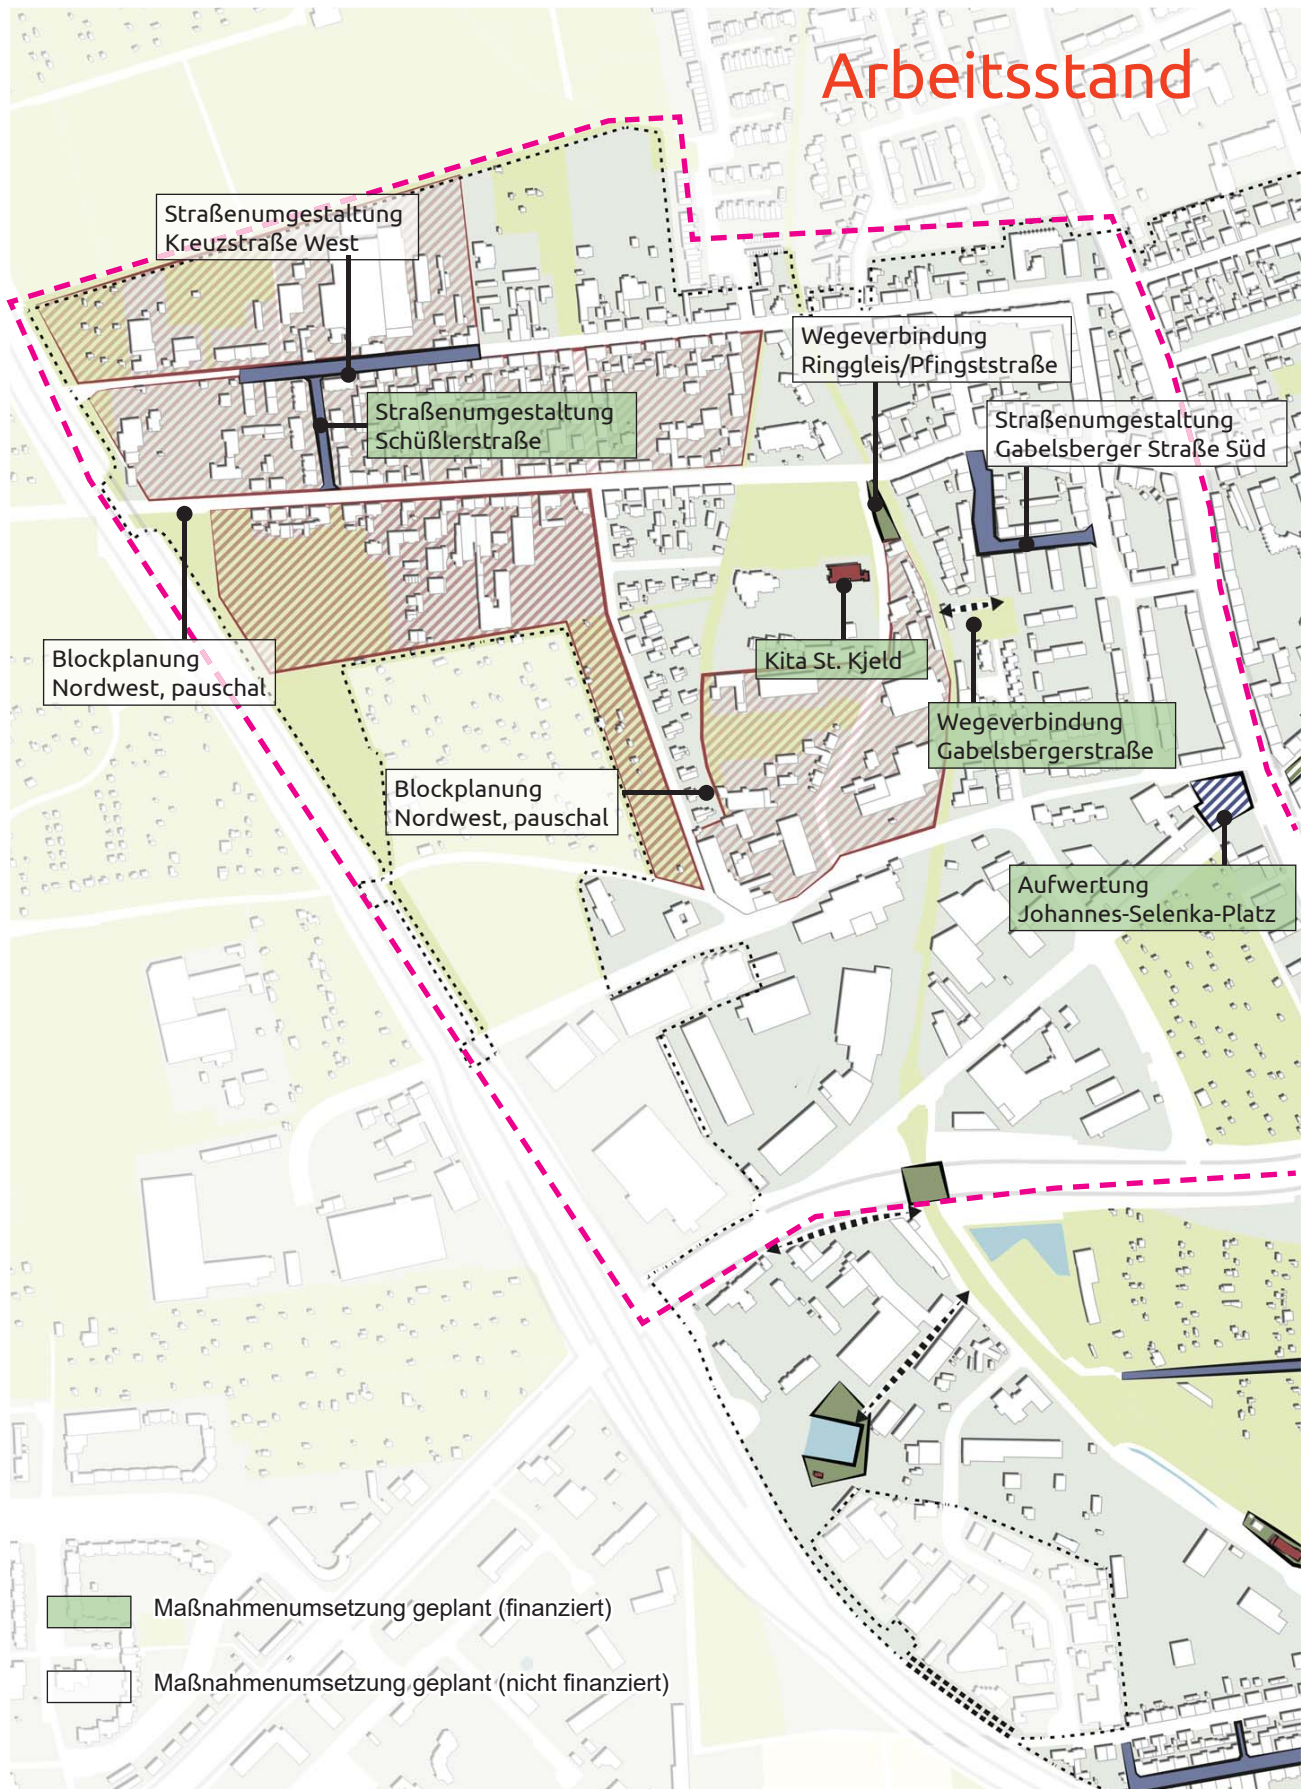 Arbeitsstand
Straßenumgestaltung
Kreuzstraße West
Wegeverbindung
Ringgleis/Pfingststraße
Straßenumgestaltung
Schüßlerstraße
Straßenumgestaltung
Gabelsberger Straße Süd
Blockplanung
Nordwest, pauschal
Kita St. Kjeld
Wegeverbindung
Gabelsbergerstraße
Blockplanung
Nordwest, pauschal
Aufwertung
Johannes-Selenka-Platz
Maßnahmenumsetzung geplant (finanziert)
Maßnahmenumsetzung geplant (nicht finanziert)